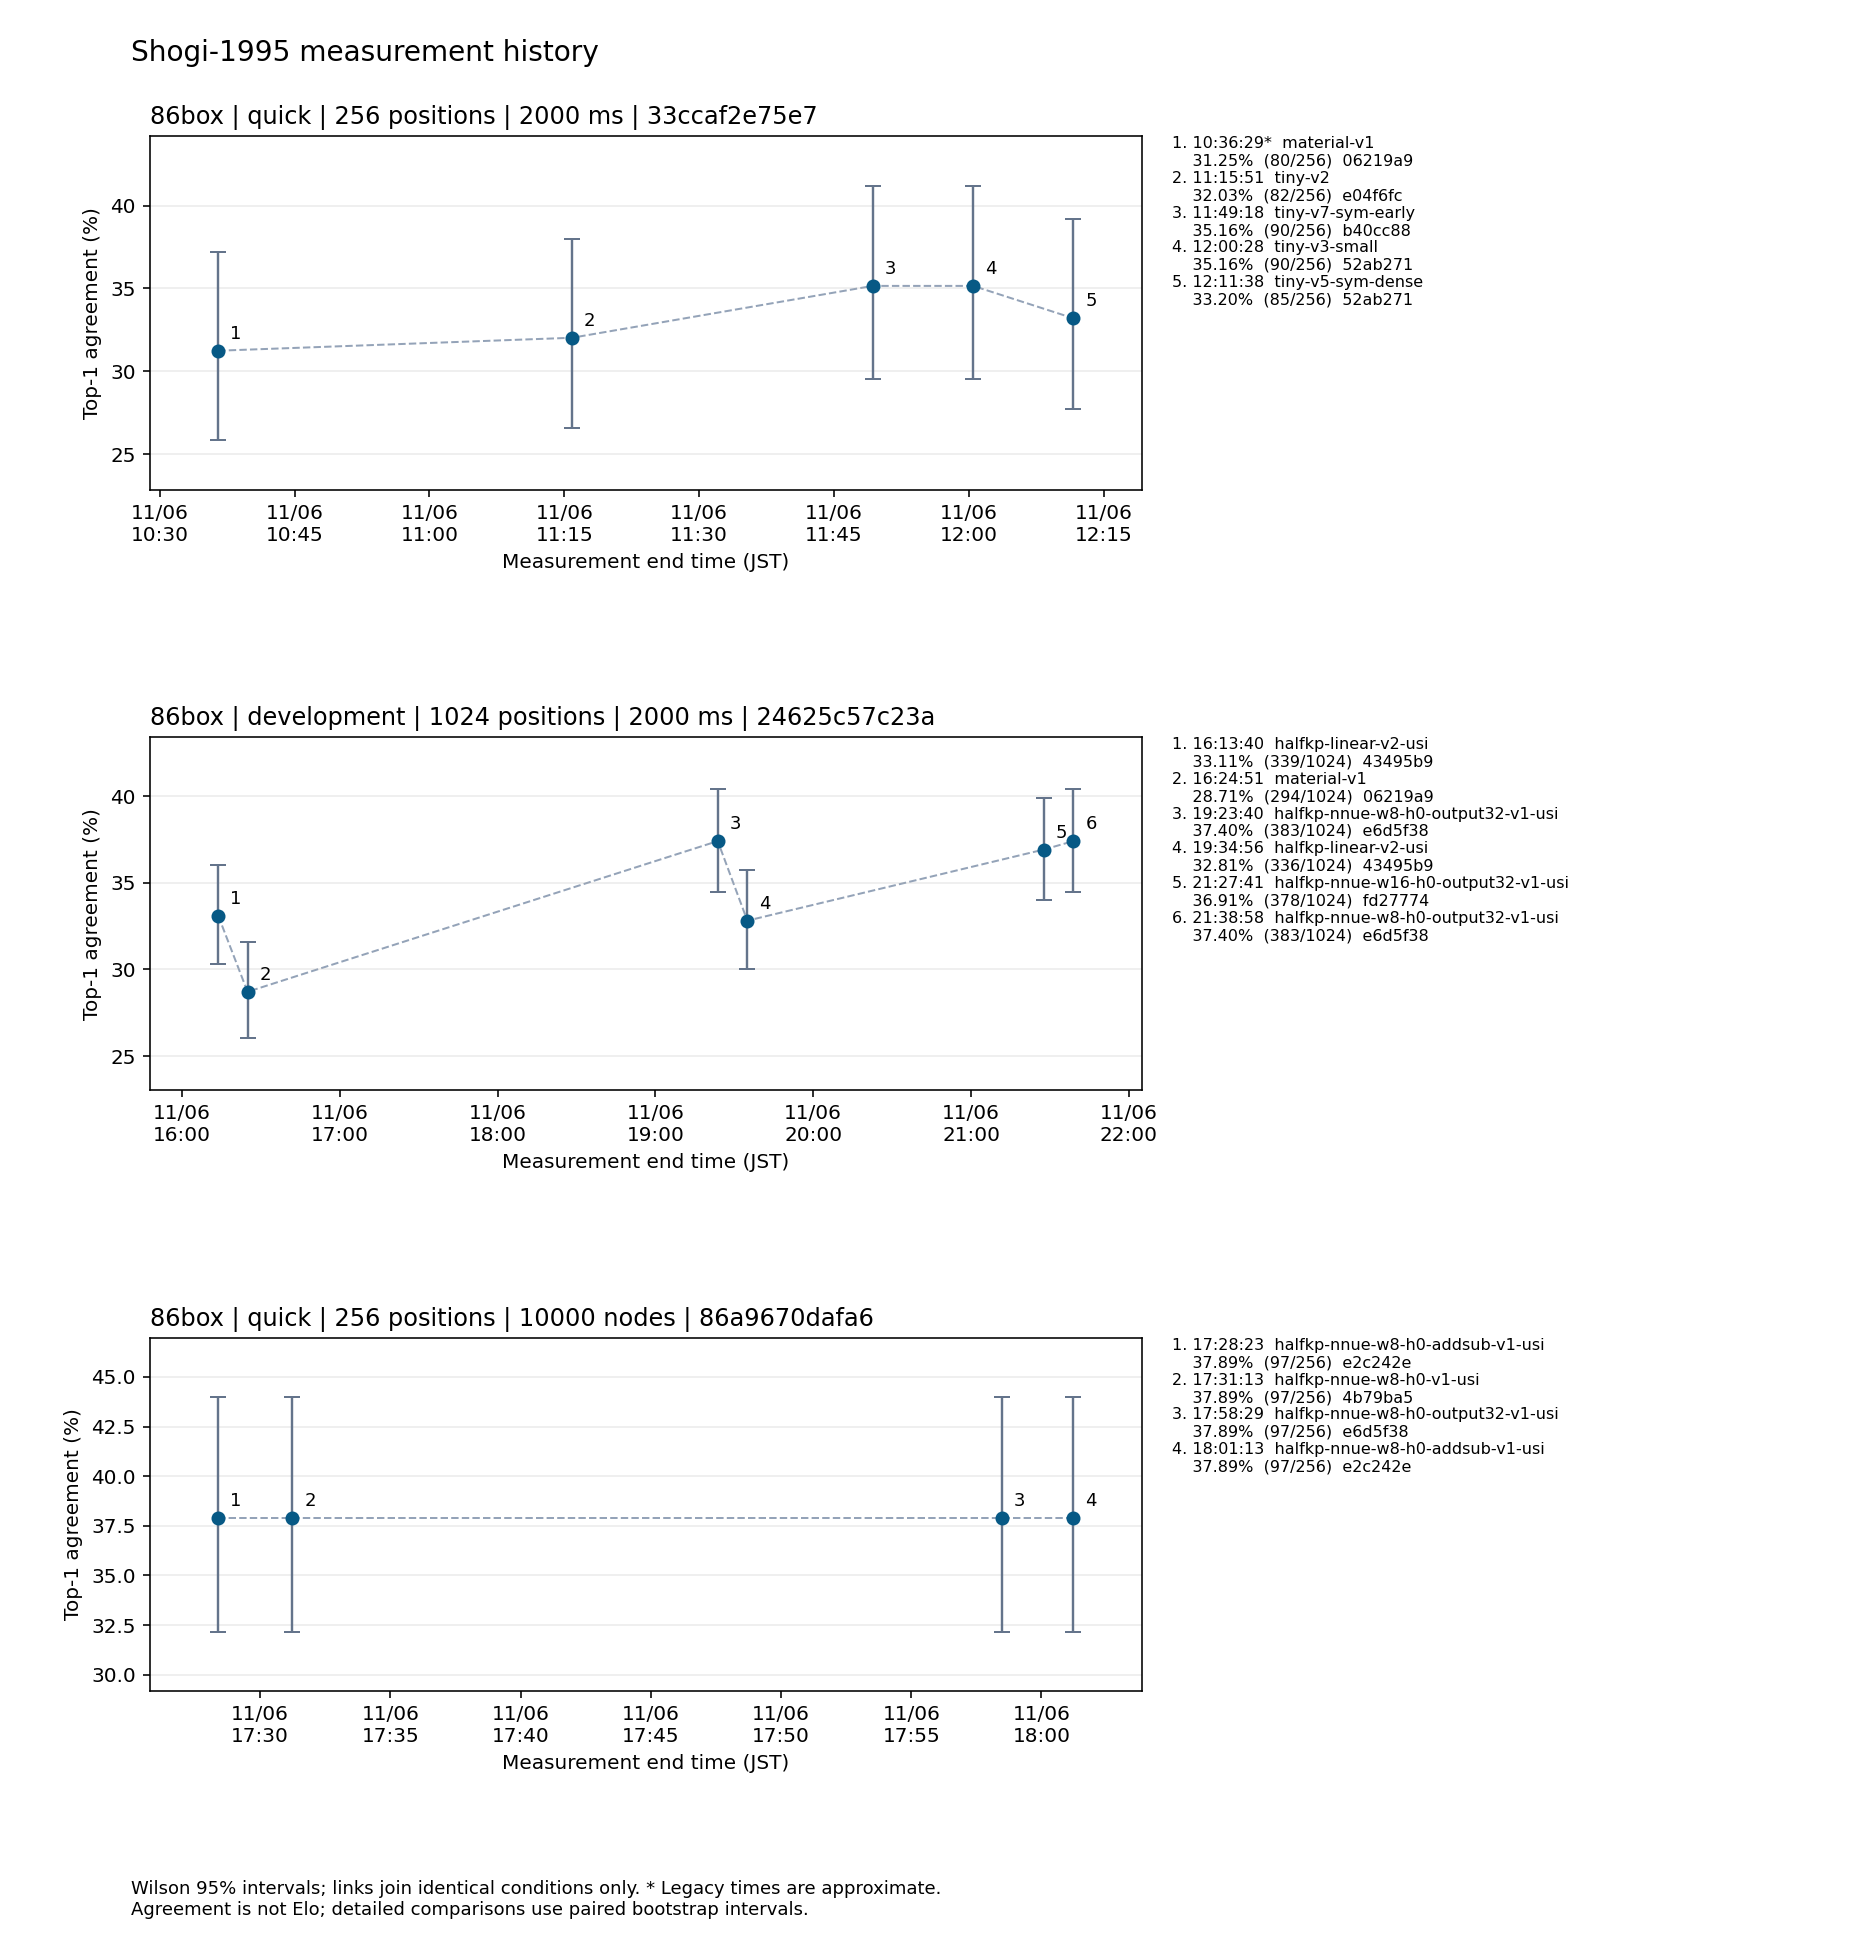 Shogi-1995 measurement history
86box | quick | 256 positions | 2000 ms | 33ccaf2e75e7
Top-1 agreement (%)
40
35
30
25
1
2
3
4
5
11/06 11/06 11/06 11/06 11/06 11/06 11/06 11/06
10:30 10:45 11:00 11:15 11:30 11:45 12:00 12:15
Measurement end time (JST)
1. 10:36:29* material-v1
31.25% (80/256) 06219a9
2. 11:15:51 tiny-v2
32.03% (82/256) e04f6fc
3. 11:49:18 tiny-v7-sym-early
35.16% (90/256) b40cc88
4. 12:00:28 tiny-v3-small
35.16% (90/256) 52ab271
5. 12:11:38 tiny-v5-sym-dense
33.20% (85/256) 52ab271
86box | development | 1024 positions | 2000 ms | 24625c57c23a
Top-1 agreement (%)
40
35
30
25
1
2
3
4
5
6
11/06 11/06 11/06 11/06 11/06 11/06 11/06
16:00 17:00 18:00 19:00 20:00 21:00 22:00
Measurement end time (JST)
1. 16:13:40 halfkp-linear-v2-usi
33.11% (339/1024) 43495b9
2. 16:24:51 material-v1
28.71% (294/1024) 06219a9
3. 19:23:40 halfkp-nnue-w8-h0-output32-v1-usi
37.40% (383/1024) e6d5f38
4. 19:34:56 halfkp-linear-v2-usi
32.81% (336/1024) 43495b9
5. 21:27:41 halfkp-nnue-w16-h0-output32-v1-usi
36.91% (378/1024) fd27774
6. 21:38:58 halfkp-nnue-w8-h0-output32-v1-usi
37.40% (383/1024) e6d5f38
86box | quick | 256 positions | 10000 nodes | 86a9670dafa6
Top-1 agreement (%)
45.0
42.5
40.0
37.5
35.0
32.5
30.0
1
2
3
4
11/06 11/06 11/06 11/06 11/06 11/06 11/06
17:30 17:35 17:40 17:45 17:50 17:55 18:00
Measurement end time (JST)
1. 17:28:23 halfkp-nnue-w8-h0-addsub-v1-usi
37.89% (97/256) e2c242e
2. 17:31:13 halfkp-nnue-w8-h0-v1-usi
37.89% (97/256) 4b79ba5
3. 17:58:29 halfkp-nnue-w8-h0-output32-v1-usi
37.89% (97/256) e6d5f38
4. 18:01:13 halfkp-nnue-w8-h0-addsub-v1-usi
37.89% (97/256) e2c242e
Wilson 95% intervals; links join identical conditions only. * Legacy times are approximate.
Agreement is not Elo; detailed comparisons use paired bootstrap intervals.